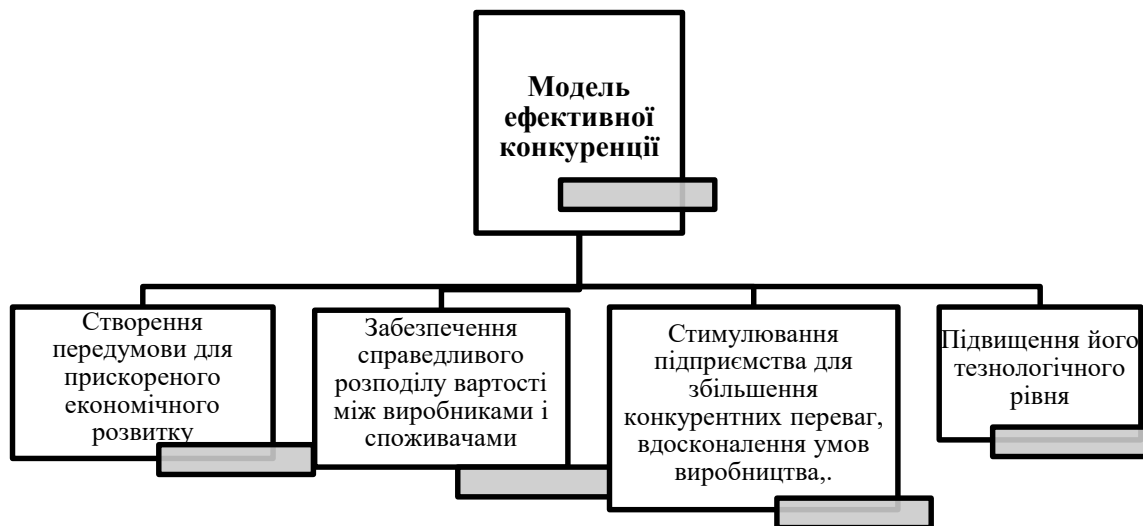 Модель
ефективної
конкуренції
Створення
передумови для
прискореного
економічного
розвитку
Забезпечення
справедливого
розподілу вартості
між виробниками і
споживачами
Стимулювання
підприємства для
збільшення
конкурентних переваг,
вдосконалення умов
виробництва,.
Підвищення його
тезнологічного
рівня